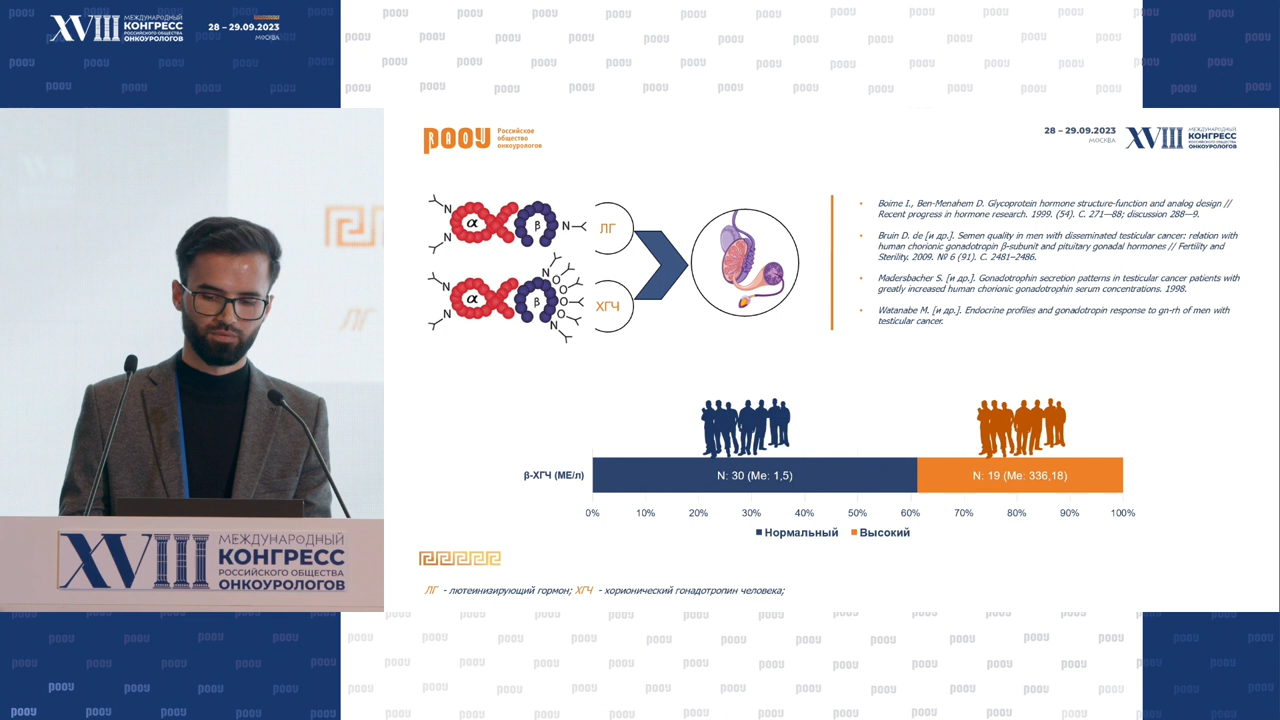 XVIII МЕЖДУНАРОДНЫЙ
КОНГРЕСС
РОССИЙСКОГО ОБЩЕСТВА
ОНКОУРОЛОГОВ
28 – 29.09.2023
МОСКВА
РООУ
Российское
общество
онкоурологов
28 – 29.09.2023
МОСКВА
XVIII МЕЖДУНАРОДНЫЙ
КОНГРЕСС
РОССИЙСКОГО ОБЩЕСТВА
ОНКОУРОЛОГОВ
N α β N ЛГ
N
N α β N O O O O N ХГЧ
N
• Boime I., Ben-Menahem D. Glycoprotein hormone structure-function and analog design //
Recent progress in hormone research. 1999. (54). C. 271—88; discussion 288—9.
• Bruin D. de [и др.]. Semen quality in men with disseminated testicular cancer: relation with
human chorionic gonadotropin β-subunit and pituitary gonadal hormones // Fertility and
Sterility. 2009. № 6 (91). C. 2481–2486.
• Madersbacher S. [и др.]. Gonadotrophin secretion patterns in testicular cancer patients with
greatly increased human chorionic gonadotrophin serum concentrations. 1998.
• Watanabe M. [и др.]. Endocrine profiles and gonadotropin response to gn-rh of men with
testicular cancer.
ЛГ
β-ХГЧ (МЕ/л)
N: 30 (Me: 1,5)
N: 19 (Me: 336,18)
0% 10% 20% 30% 40% 50% 60% 70% 80% 90% 100%
Нормальный Высокий
ЛГ - лютеинизирующий гормон; ХГЧ - хорионический гонадотропин человека;
XVIII МЕЖДУНАРОДНЫЙ
КОНГРЕСС
РОССИЙСКОГО ОБЩЕСТВА
ОНКОУРОЛОГОВ